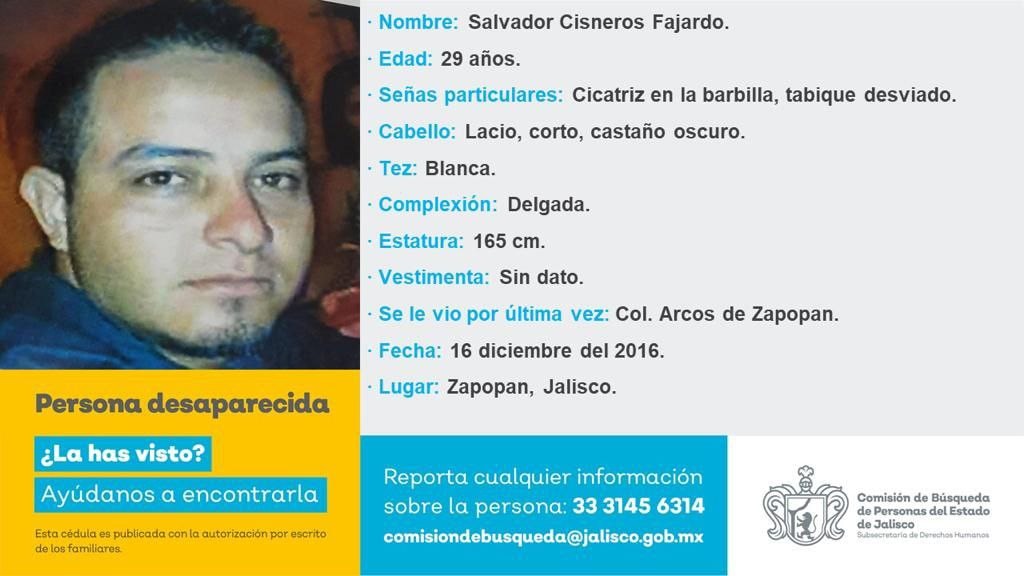 · Nombre: Salvador Cisneros Fajardo.
· Edad: 29 años.
· Señas particulares: Cicatriz en la barbilla, tabique desviado.
· Cabello: Lacio, corto, castaño oscuro.
· Tez: Blanca.
· Complexión: Delgada.
· Estatura: 165 cm.
· Vestimenta: Sin dato.
· Se le vio por última vez: Col. Arcos de Zapopan.
· Fecha: 16 diciembre del 2016.
· Lugar: Zapopan, Jalisco.
Persona desaparecida
¿La has visto?
Ayúdanos a encontrarla
Esta cédula es publicada con la autorización por escrito
de los familiares.
Reporta cualquier información
sobre la persona: 33 3145 6314
comisiondebusqueda@jalisco.gob.mx
Comisión de Búsqueda
de Personas del Estado
de Jalisco
Subsecretaría de Derechos Humanos